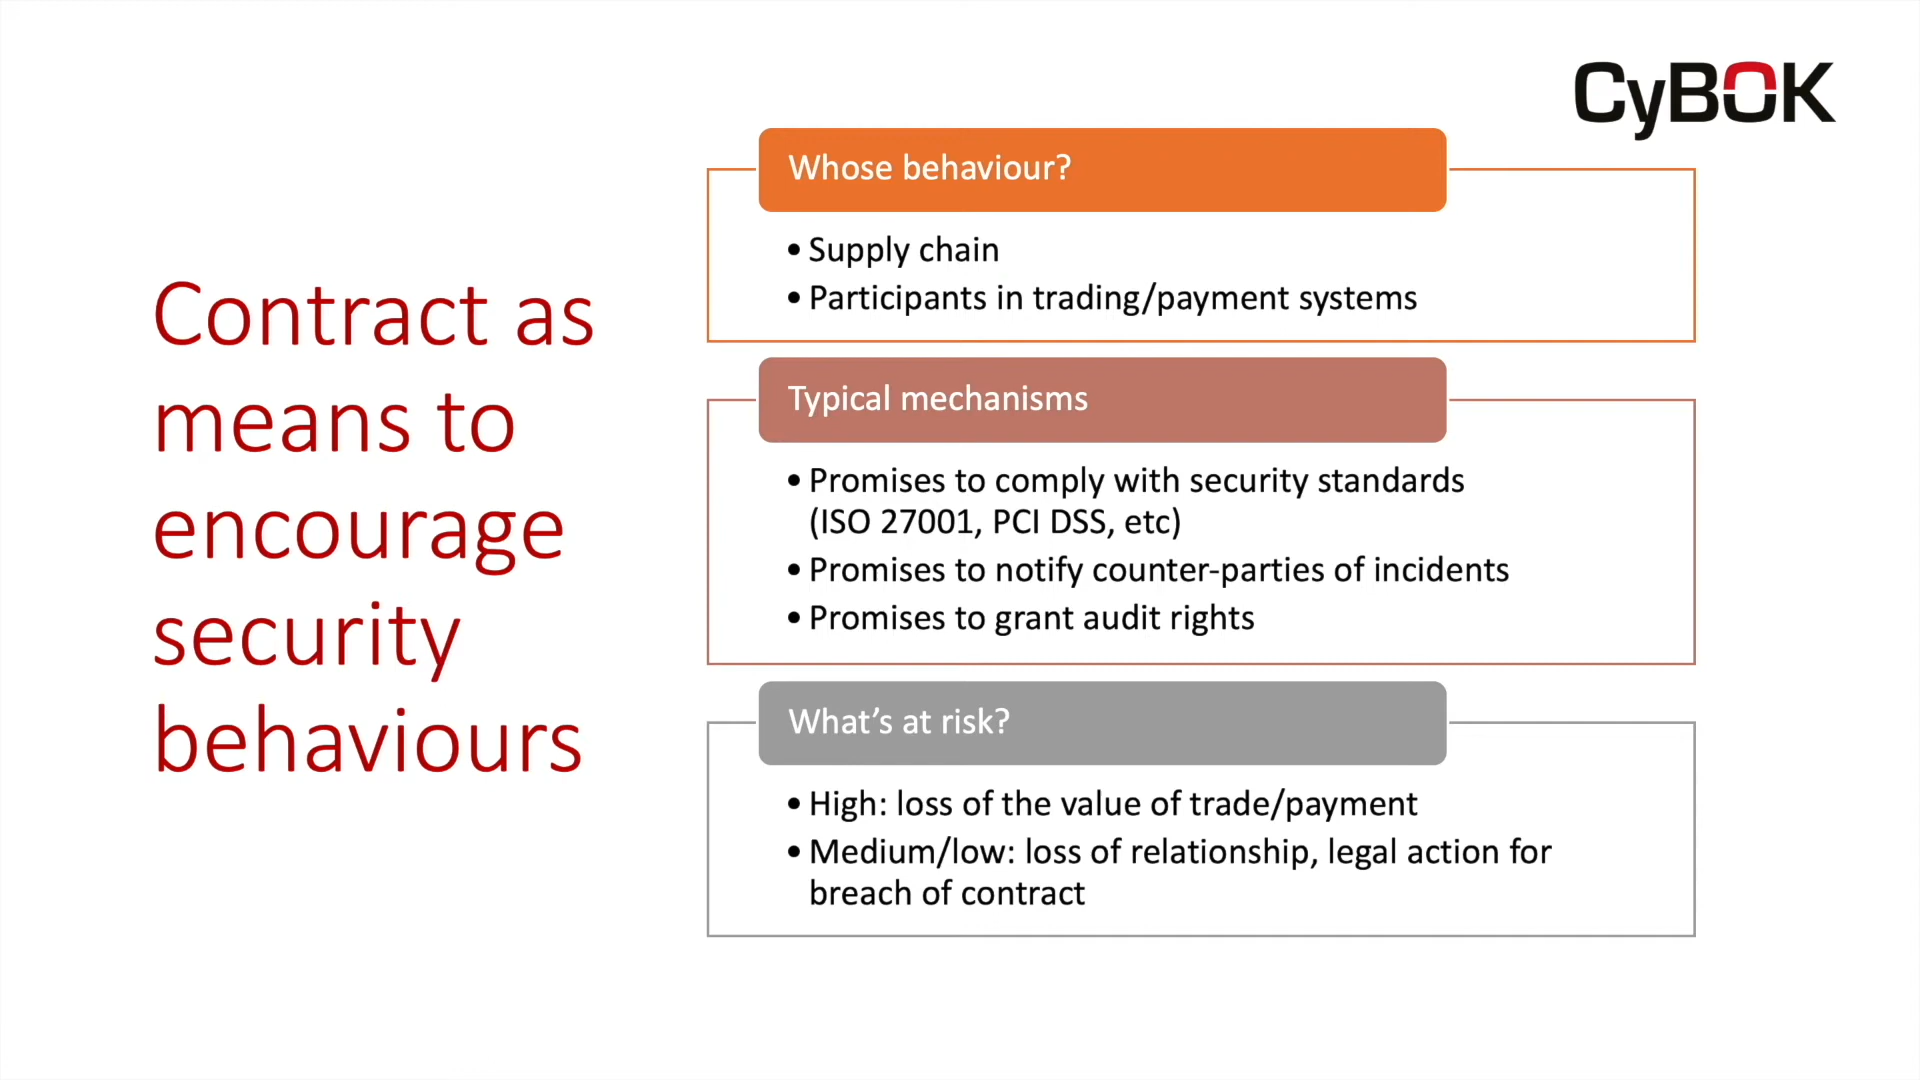 CyBOK
Contract as
means to
encourage
security
behaviours
Whose behaviour?
• Supply chain
• Participants in trading/payment systems
Typical mechanisms
• Promises to comply with security standards
(ISO 27001, PCI DSS, etc)
• Promises to notify counter-parties of incidents
• Promises to grant audit rights
What’s at risk?
• High: loss of the value of trade/payment
• Medium/low: loss of relationship, legal action for
breach of contract